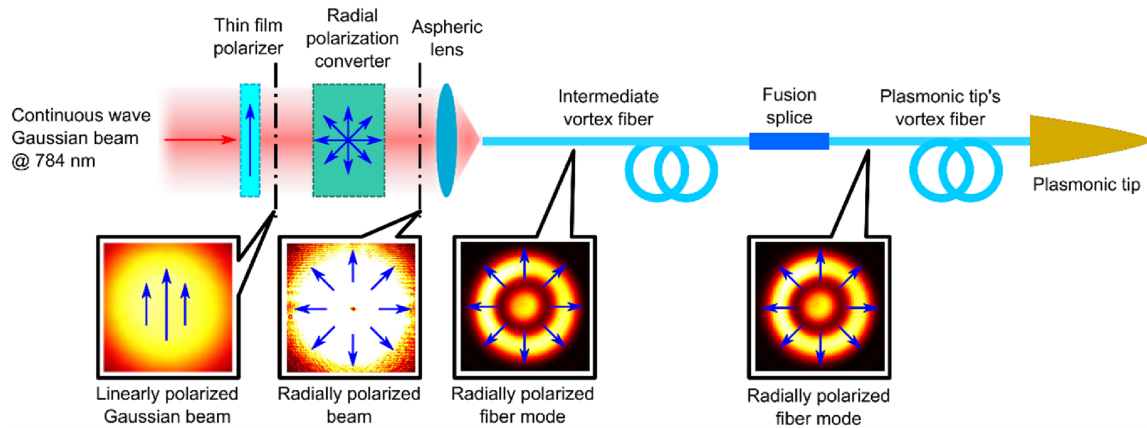 Thin film
polarizer
Radial
polarization
converter
Aspheric
lens
Continuous wave
Gaussian beam
@ 784 nm
Intermediate
vortex fiber
Fusion
splice
Plasmonic tip's
vortex fiber
Plasmonic tip
Linearly polarized
Gaussian beam
Radially polarized
beam
Radially polarized
fiber mode
Radially polarized
fiber mode